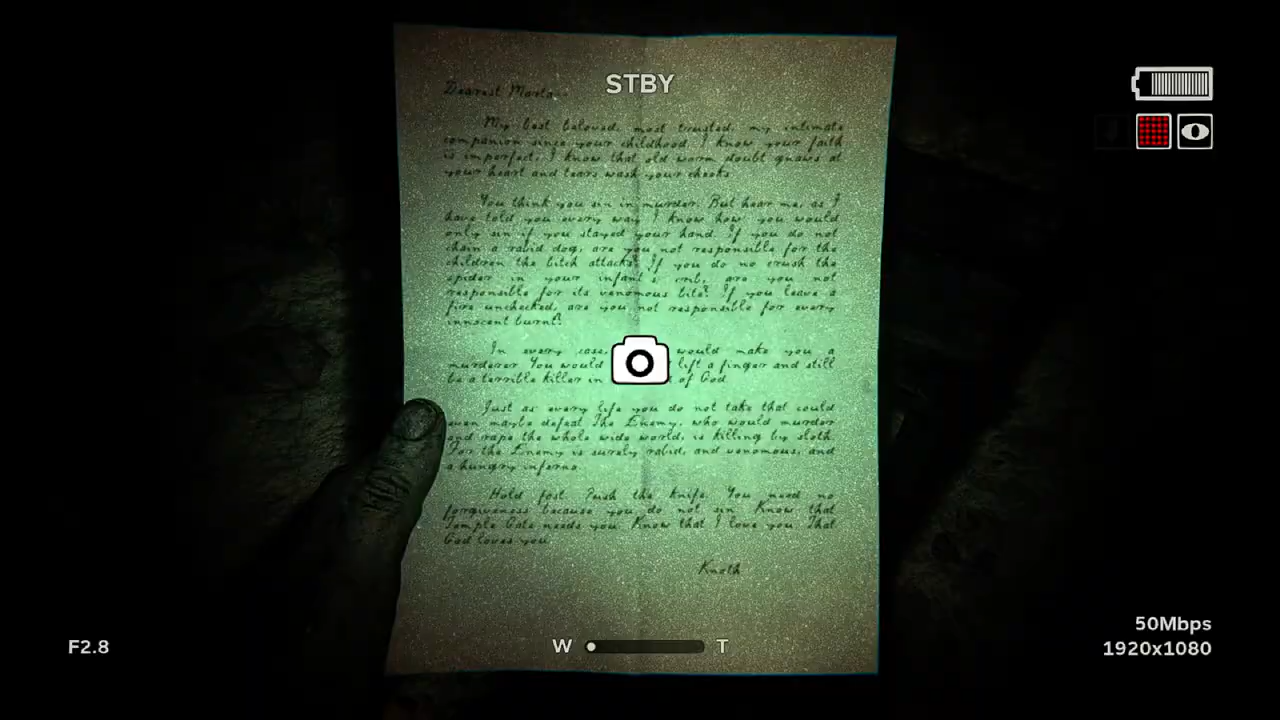 STBY
Dearest Marta--
My best beloved, most trusted, my intimate
companion since your childhood. I know your faith
is imperfect; I know that old worm doubt gnaws at
your heart and tears wash your cheeks
You think you sin in murder. But hear me, as I
have told you every way I know how you would
only sin if you stayed your hand. If you do not
chain a rabid dog, are you not responsible for the
children the bitch attacks? If you do no crush the
spider in your infant's crib, are you not
responsible for its venomous bite? If you leave a
fire unchecked, are you not responsible for every
innocent burnt?
In every case, would make you a
murderer. You would lift a finger and still
be a terrible killer in of God
Just as every life you do not take that could
even maybe defeat The Enemy, who would murder
and rape the whole wide world, is killing by sloth.
For the Enemy is surely rabid, and venomous, and
a hungry inferno
Hold fast. Push the knife. You need no
forgiveness because you do not sin. Know that
Temple Gate needs you. Know that I love you. That
God loves you
Knoth
F2.8
W T
50Mbps
1920x1080